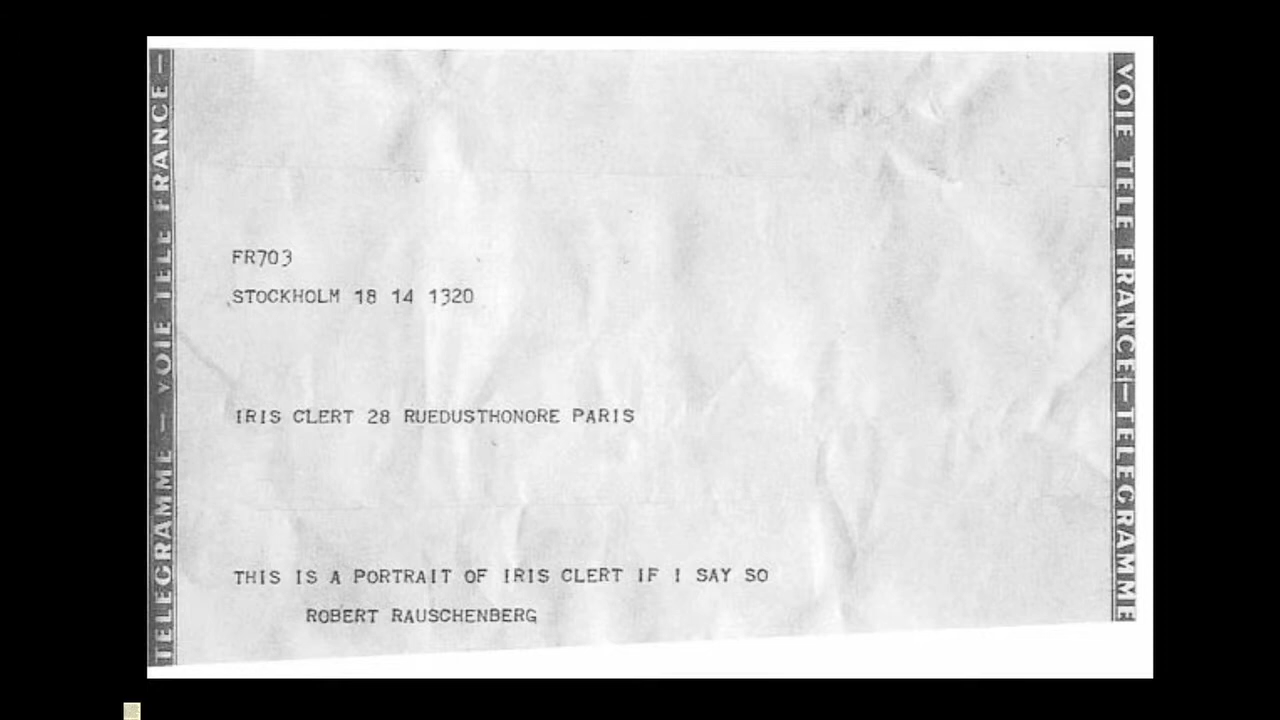 TELEGRAMME — VOIE TELE FRANCE —
FR703
STOCKHOLM 18 14 1320
IRIS CLERT 28 RUEDUSTHONORE PARIS
THIS IS A PORTRAIT OF IRIS CLERT IF I SAY SO
ROBERT RAUSCHENBERG
VOIE TELE FRANCE—TELEGRAMME